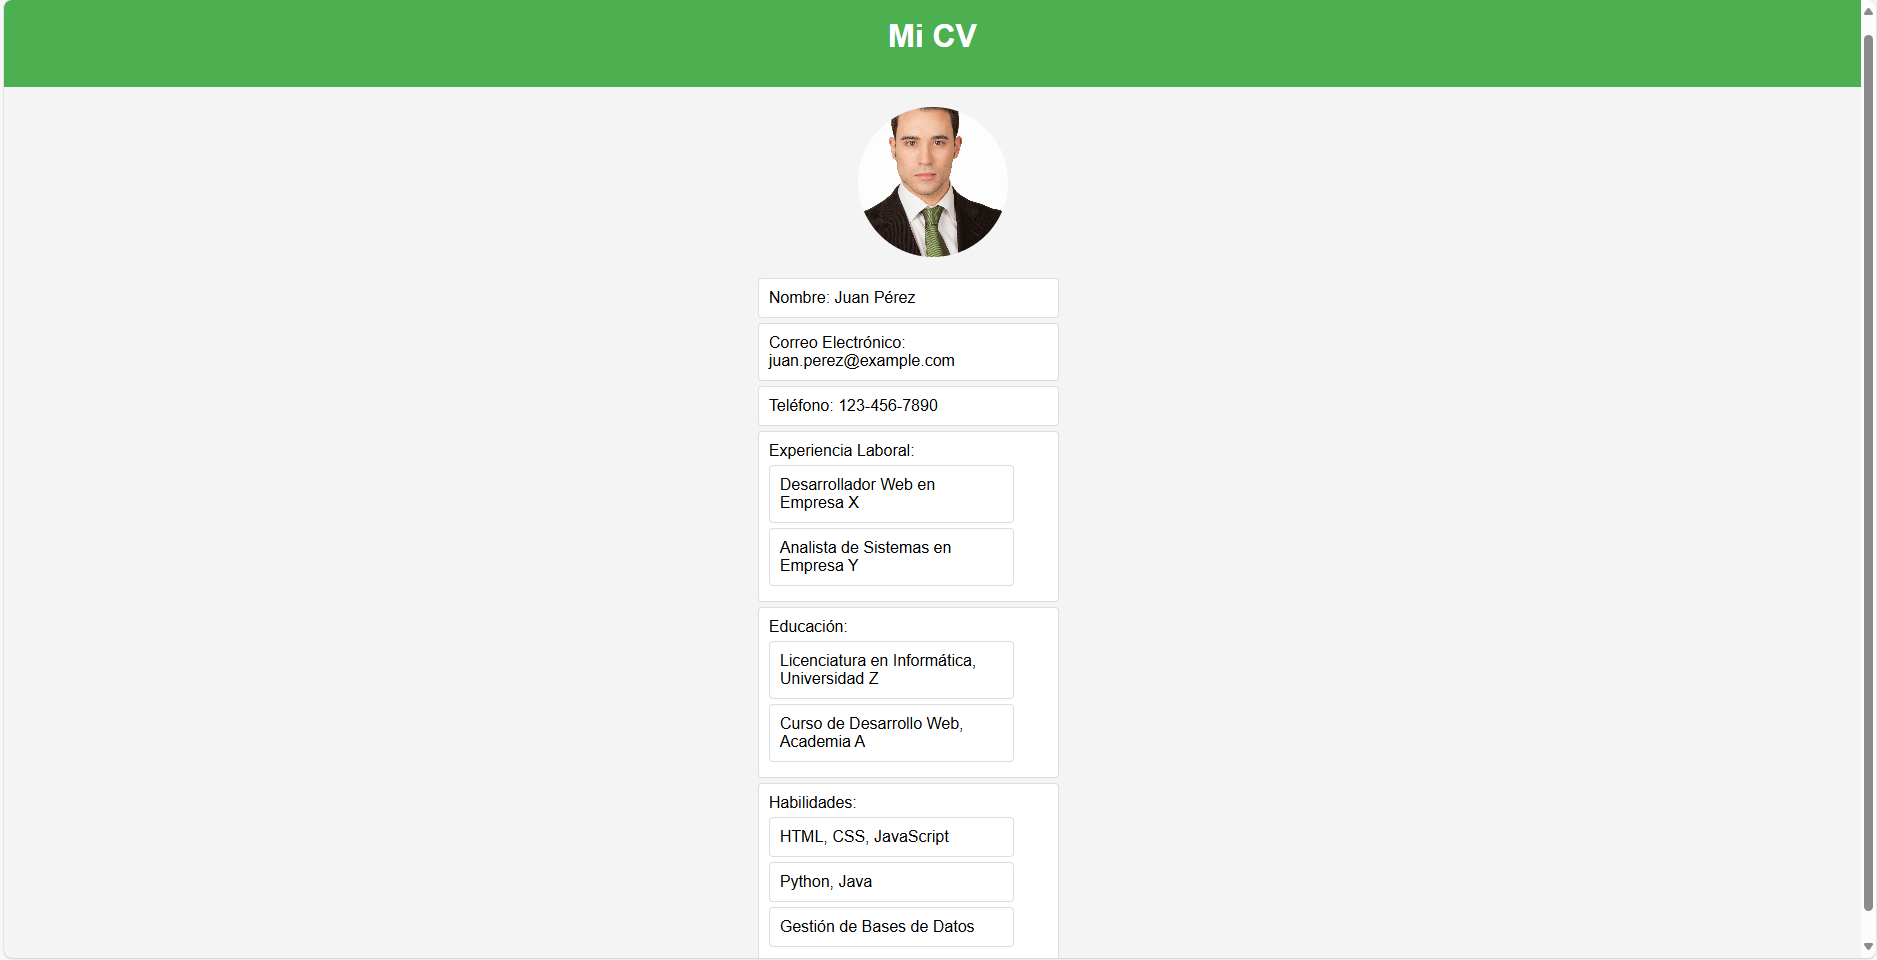 Mi CV
Nombre: Juan Pérez
Correo Electrónico:
juan.perez@example.com
Teléfono: 123-456-7890
Experiencia Laboral:
Desarrollador Web en
Empresa X
Analista de Sistemas en
Empresa Y
Educación:
Licenciatura en Informática,
Universidad Z
Curso de Desarrollo Web,
Academia A
Habilidades:
HTML, CSS, JavaScript
Python, Java
Gestión de Bases de Datos